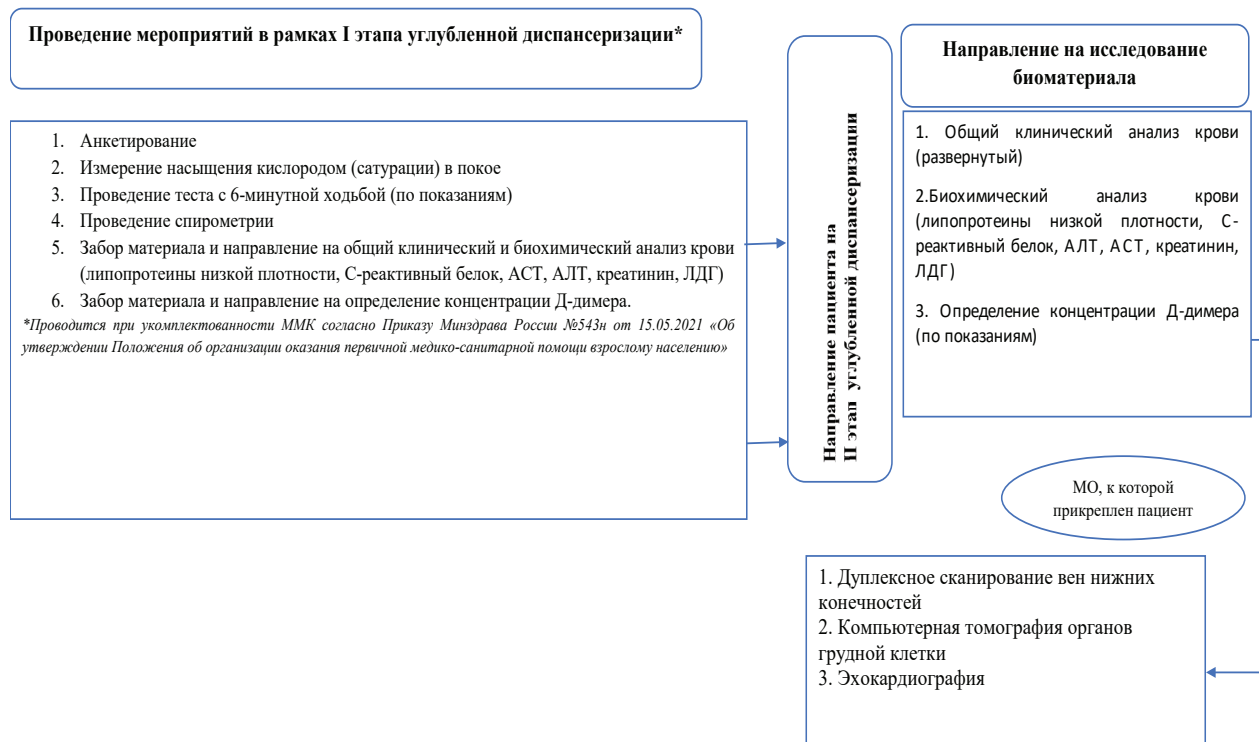 Проведение мероприятий в рамках I этапа углубленной диспансеризации*
1. Анкетирование
2. Измерение насыщения кислородом (сатурации) в покое
3. Проведение теста с 6-минутной ходьбой (по показаниям)
4. Проведение спирометрии
5. Забор материала и направление на общий клинический и биохимический анализ крови
(липопротеины низкой плотности, С-реактивный белок, АСТ, АЛТ, креатинин, ЛДГ)
6. Забор материала и направление на определение концентрации Д-димера.
*Проводится при укомплектованности ММК согласно Приказу Минздрава России №543н от 15.05.2021 «Об
утверждении Положения об организации оказания первичной медико-санитарной помощи взрослому населению»
Направление пациента на
II этап углубленной диспансеризации
Направление на исследование
биоматериала
1. Общий клинический анализ крови
(развернутый)
2.Биохимический анализ крови
(липопротеины низкой плотности, С-
реактивный белок, АЛТ, АСТ, креатинин,
ЛДГ)
3. Определение концентрации Д-димера
(по показаниям)
МО, к которой
прикреплен пациент
1. Дуплексное сканирование вен нижних
конечностей
2. Компьютерная томография органов
грудной клетки
3. Эхокардиография